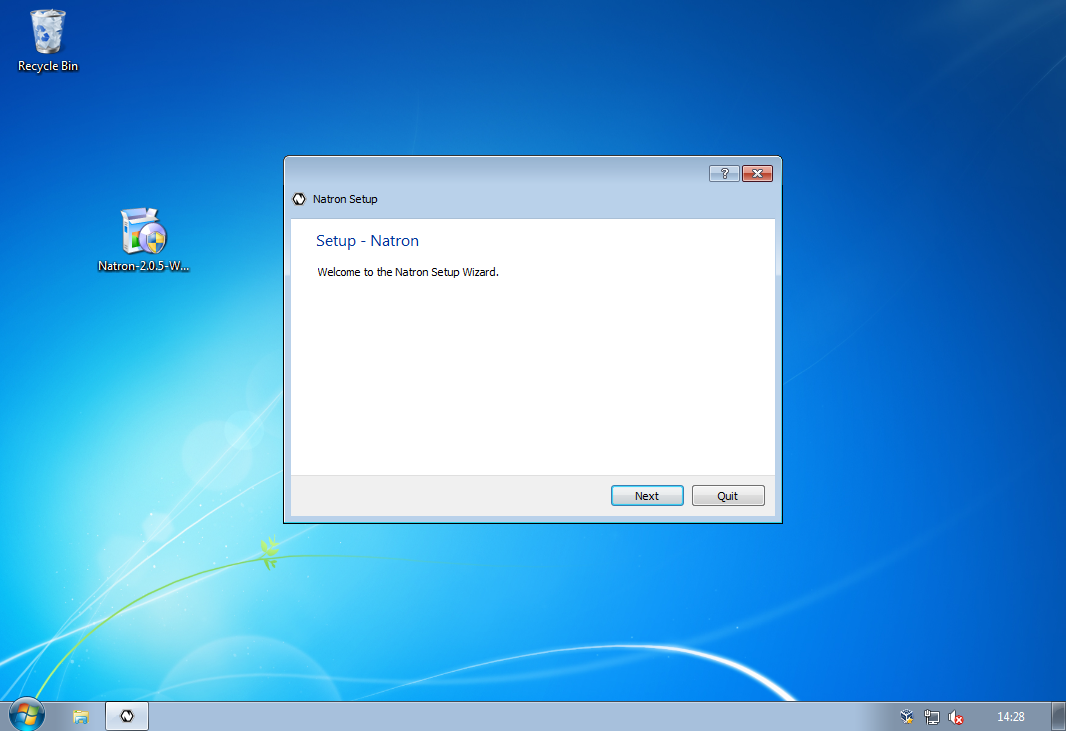 Recycle Bin
Natron-2.0.5-W...
?
Natron Setup
Setup - Natron
Welcome to the Natron Setup Wizard.
Next
Quit
14:28